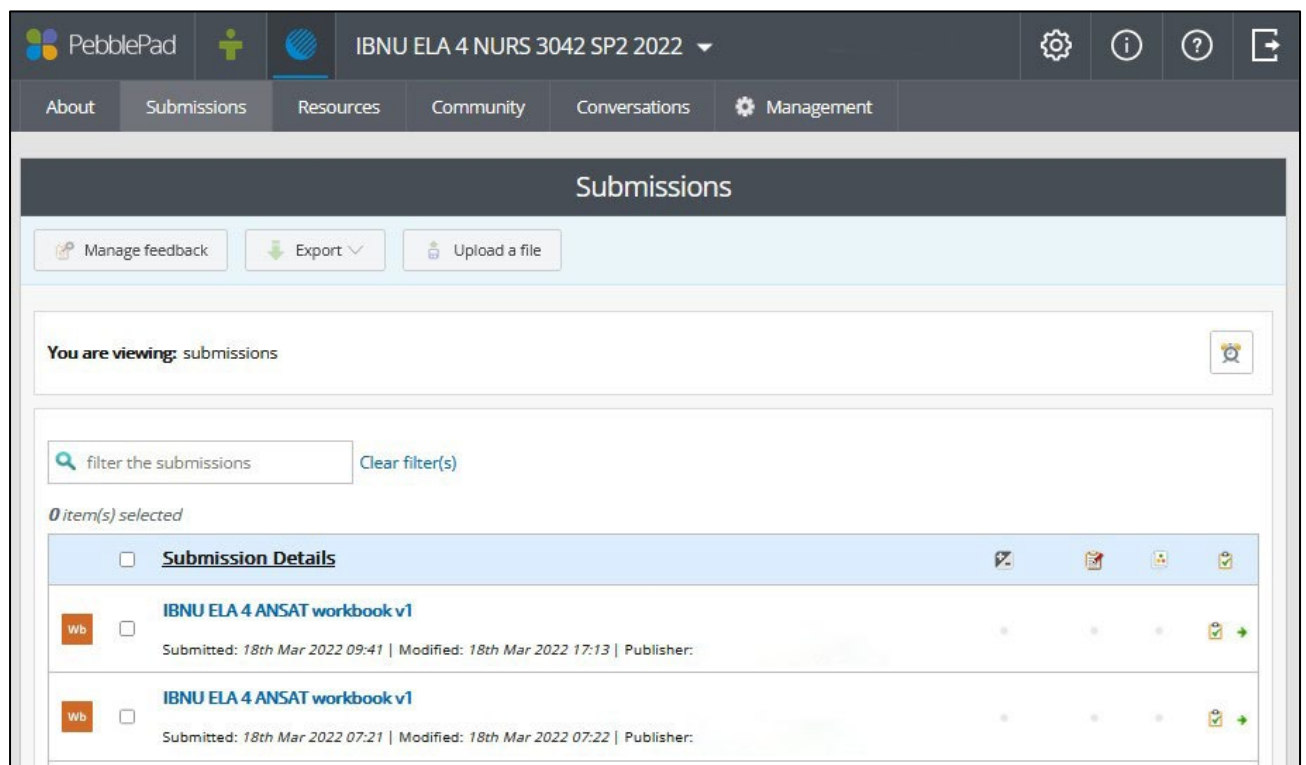 PebblePad IBNU ELA 4 NURS 3042 SP2 2022
About Submissions Resources Community Conversations Management
Submissions
Manage feedback Export Upload a file
You are viewing: submissions
filter the submissions Clear filter(s)
0 item(s) selected
Submission Details
IBNU ELA 4 ANSAT workbook v1
Wb
Submitted: 18th Mar 2022 09:41 | Modified: 18th Mar 2022 17:13 | Publisher:
IBNU ELA 4 ANSAT workbook v1
Wb
Submitted: 18th Mar 2022 07:21 | Modified: 18th Mar 2022 07:22 | Publisher: